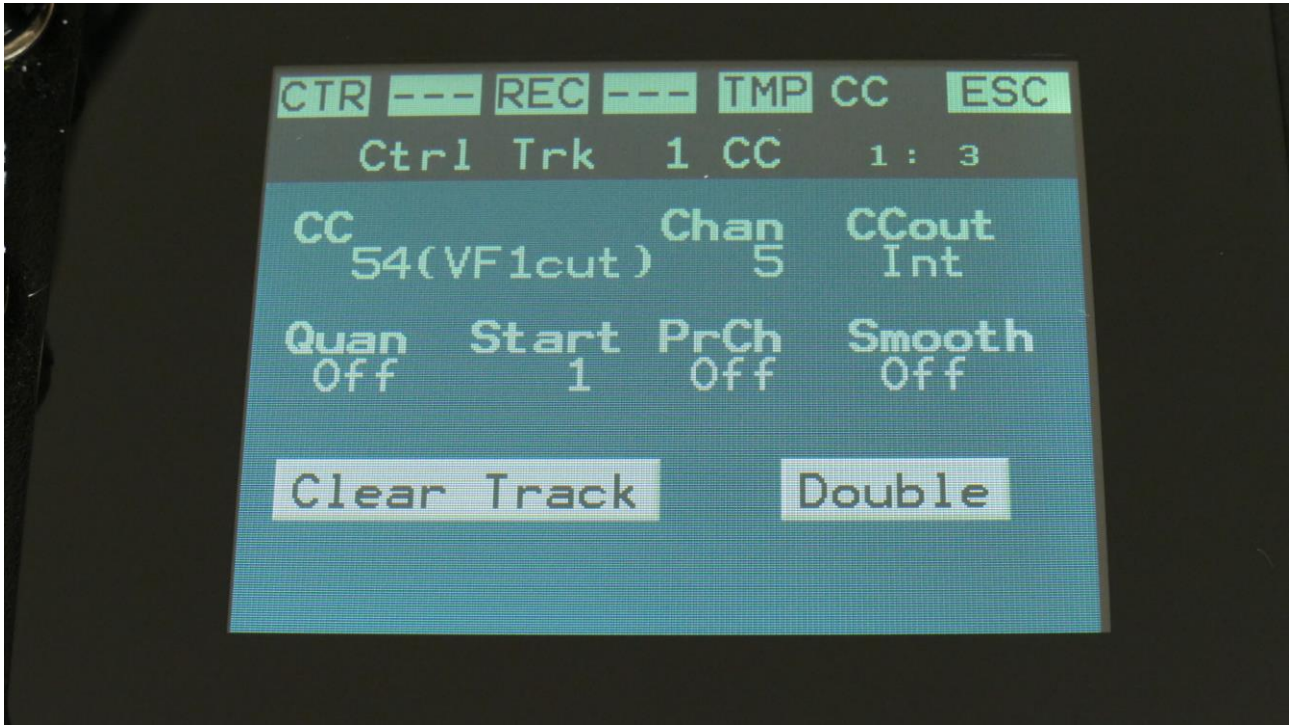 CTR --- REC --- TMP CC ESC
Ctrl Trk 1 CC 1: 3
CC Chan CCout
54(VF1cut) 5 Int
Quan Start PrCh Smooth
Off 1 Off Off
Clear Track Double